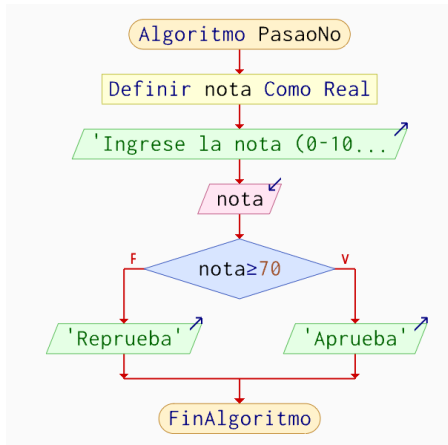 Algoritmo PasaoNo
Definir nota Como Real
'Ingrese la nota (0-10...
nota
nota≥70
F
V
'Reprueba'
'Aprueba'
FinAlgoritmo